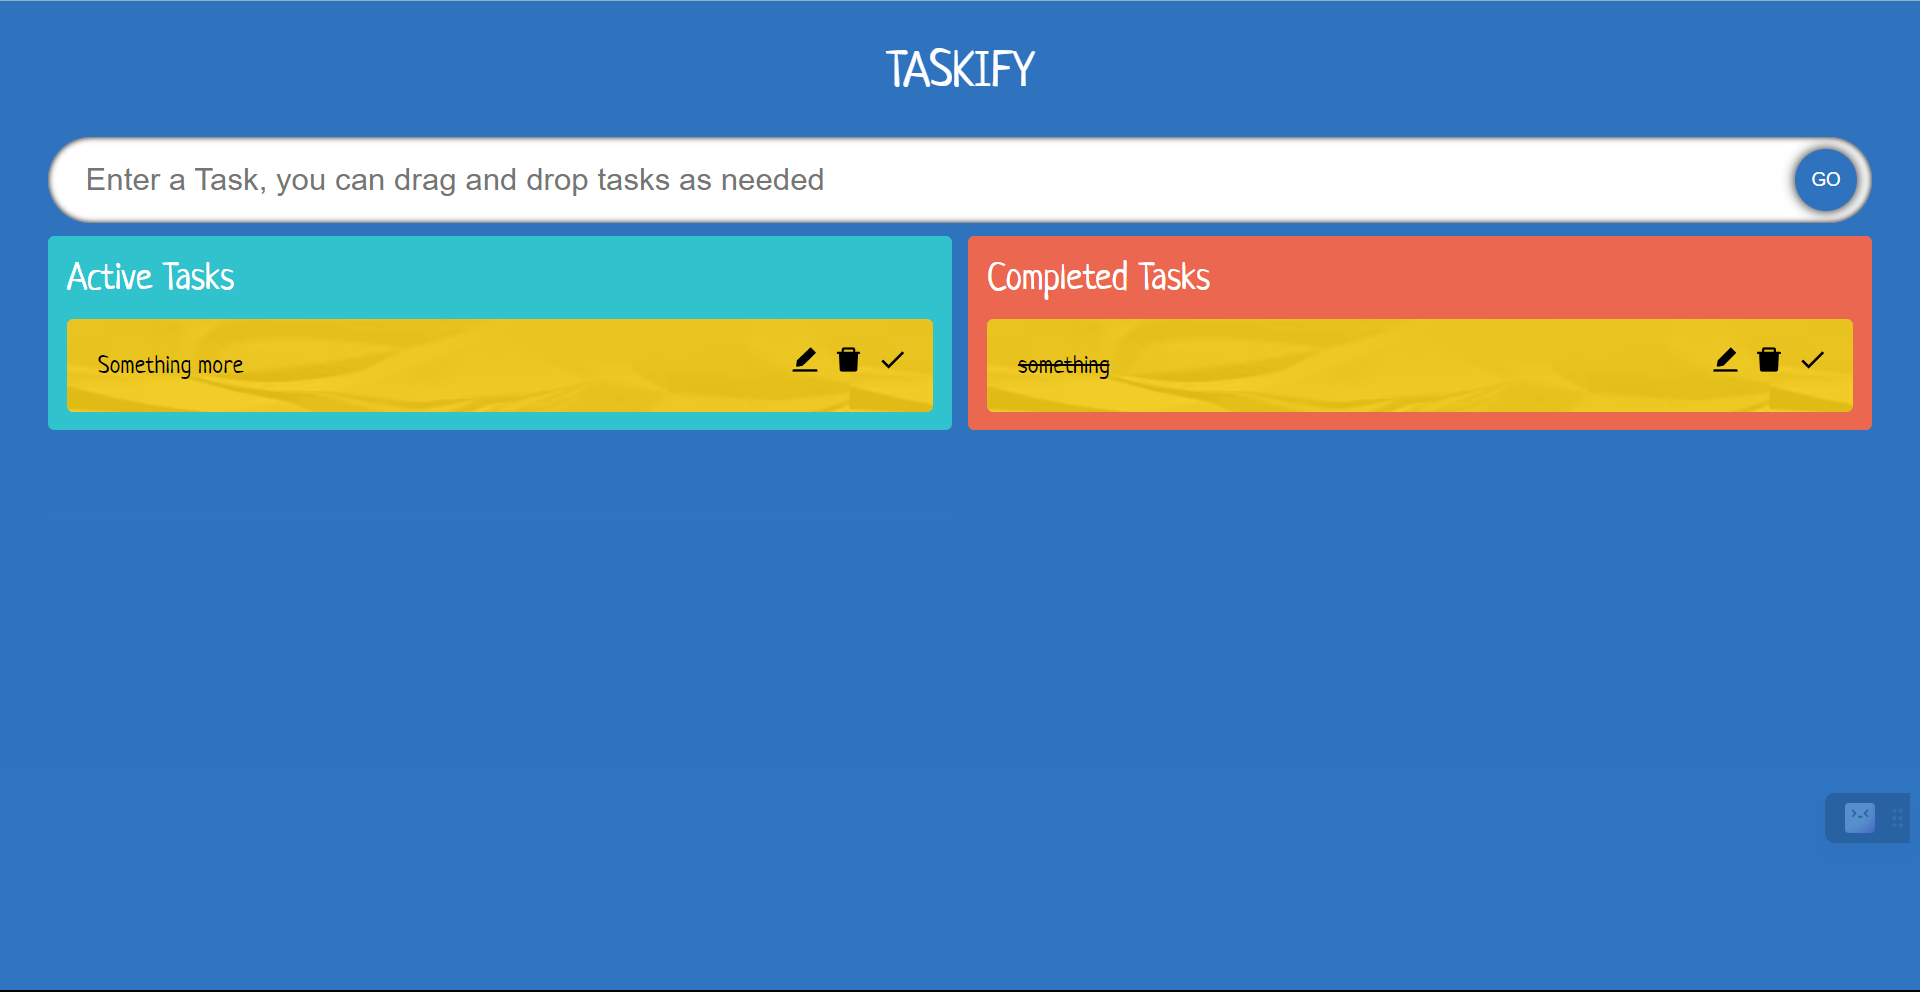 TASKIFY
Enter a Task, you can drag and drop tasks as needed
GO
Active Tasks
Something more
Completed Tasks
something